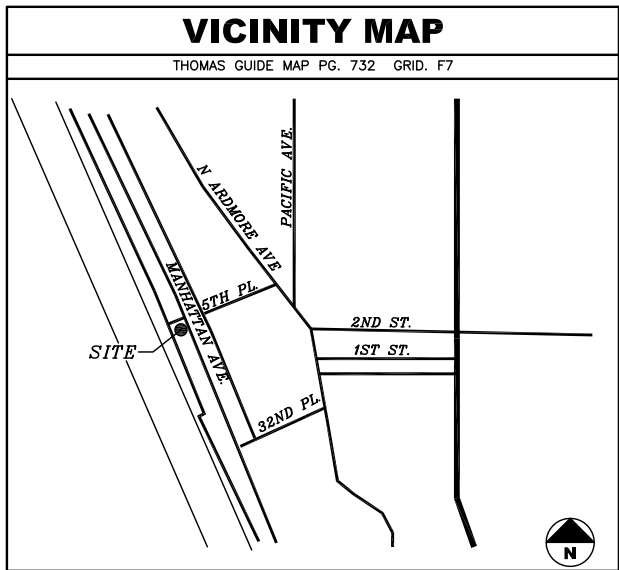 VICINITY MAP
THOMAS GUIDE MAP PG. 732 GRID. F7
N ARDMORE AVE
PACIFIC AVE.
MANHATTAN AVE.
5TH PL.
2ND ST.
SITE
1ST ST.
32ND PL.
N